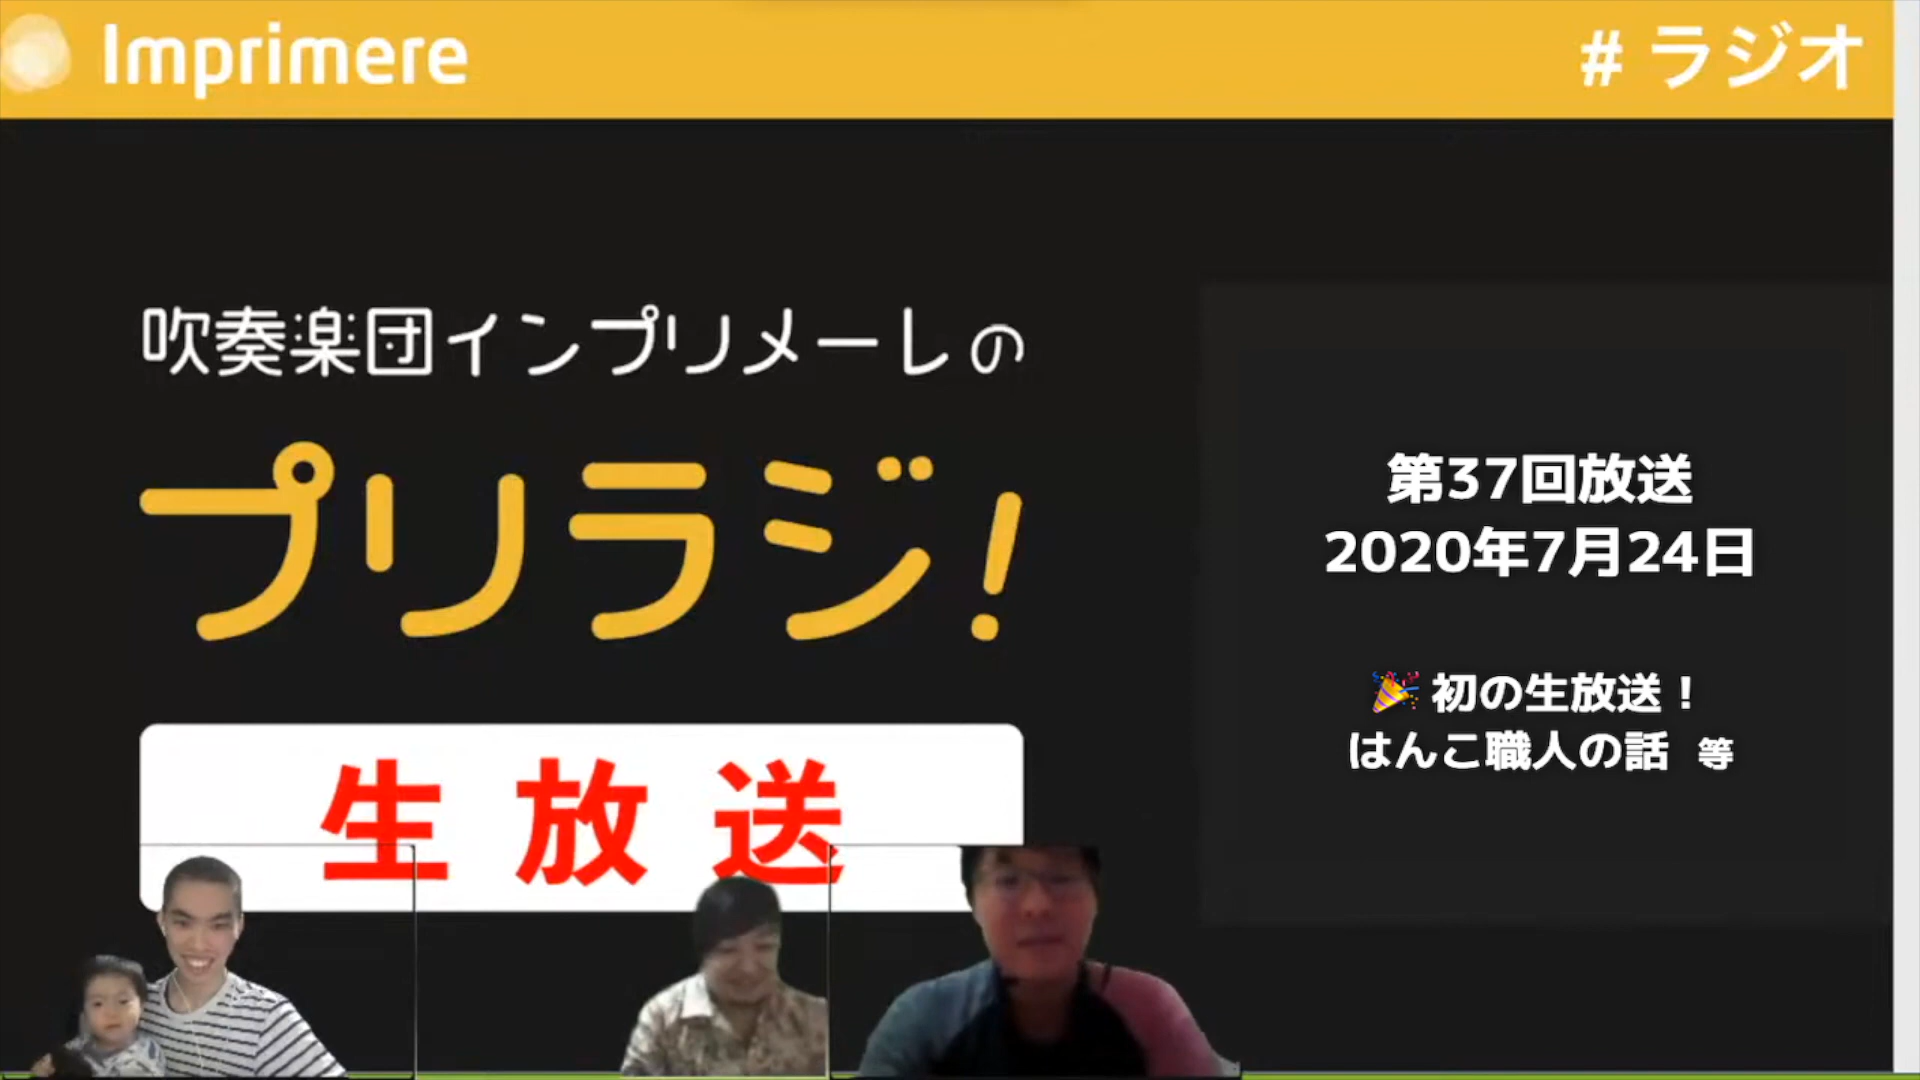 Imprimere
# ラジオ
吹奏楽団インプリメーレの
プリラジ!
生放送
第37回放送
2020年7月24日
🎉 初の生放送！
はんこ職人の話 等